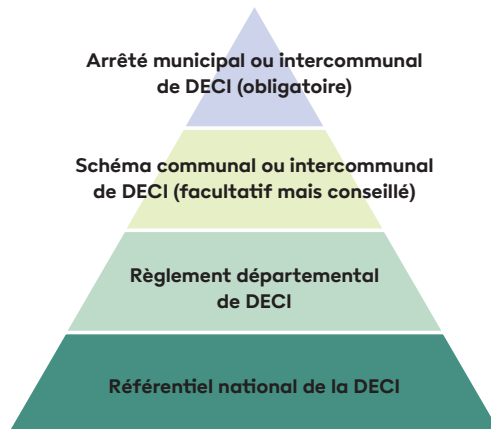 Arrêté municipal ou intercommunal
de DECI (obligatoire)
Schéma communal ou intercommunal
de DECI (facultatif mais conseillé)
Règlement départemental
de DECI
Référentiel national de la DECI